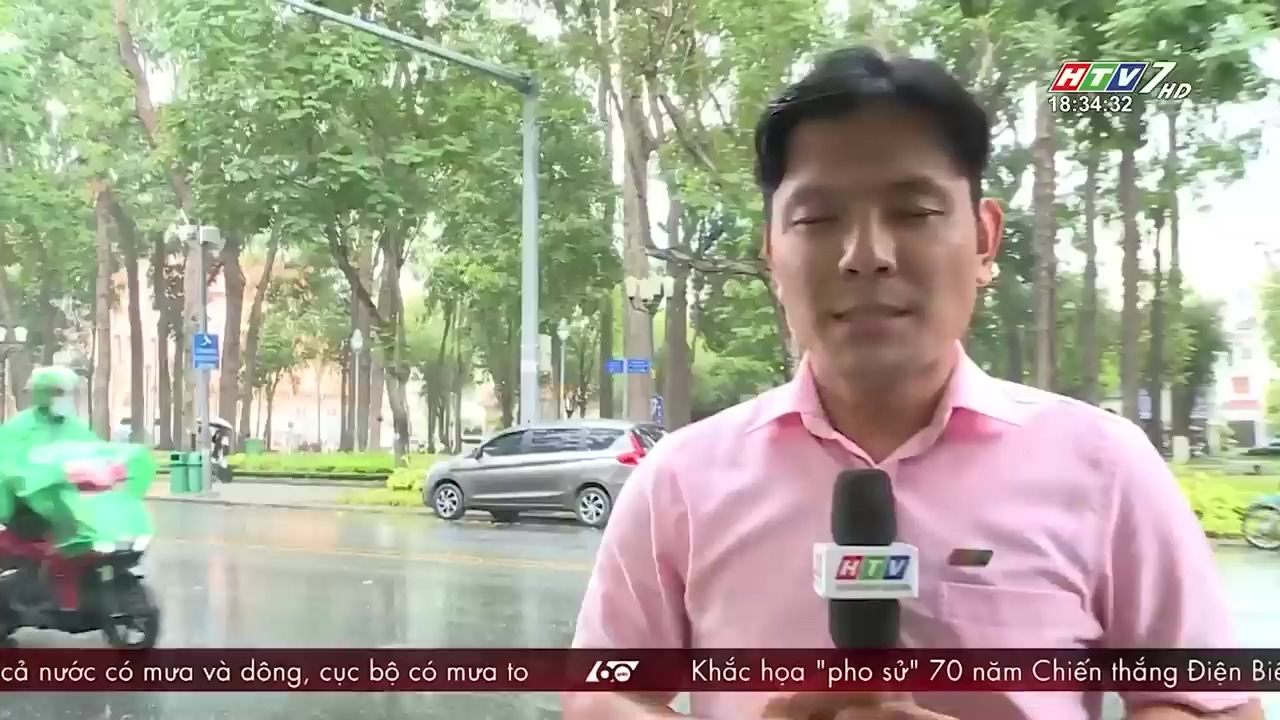 HTV7 HD
18:34:32
HTV
cả nước có mưa và dông, cục bộ có mưa to
60
Khắc họa "pho sử" 70 năm Chiến thắng Điện Biê